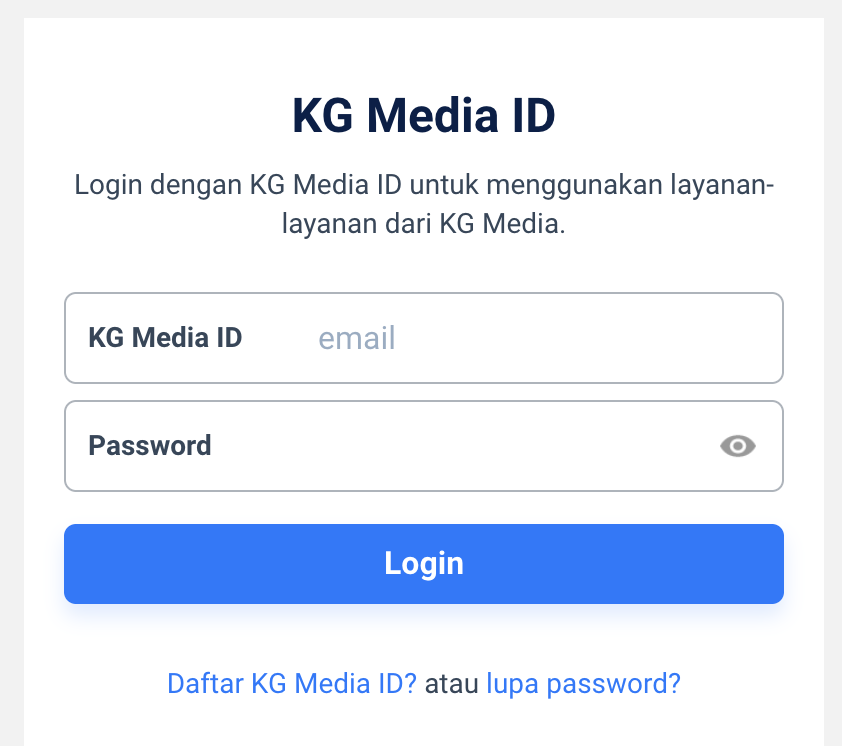 KG Media ID
Login dengan KG Media ID untuk menggunakan layanan-
layanan dari KG Media.
KG Media ID email
Password
Login
Daftar KG Media ID? atau lupa password?